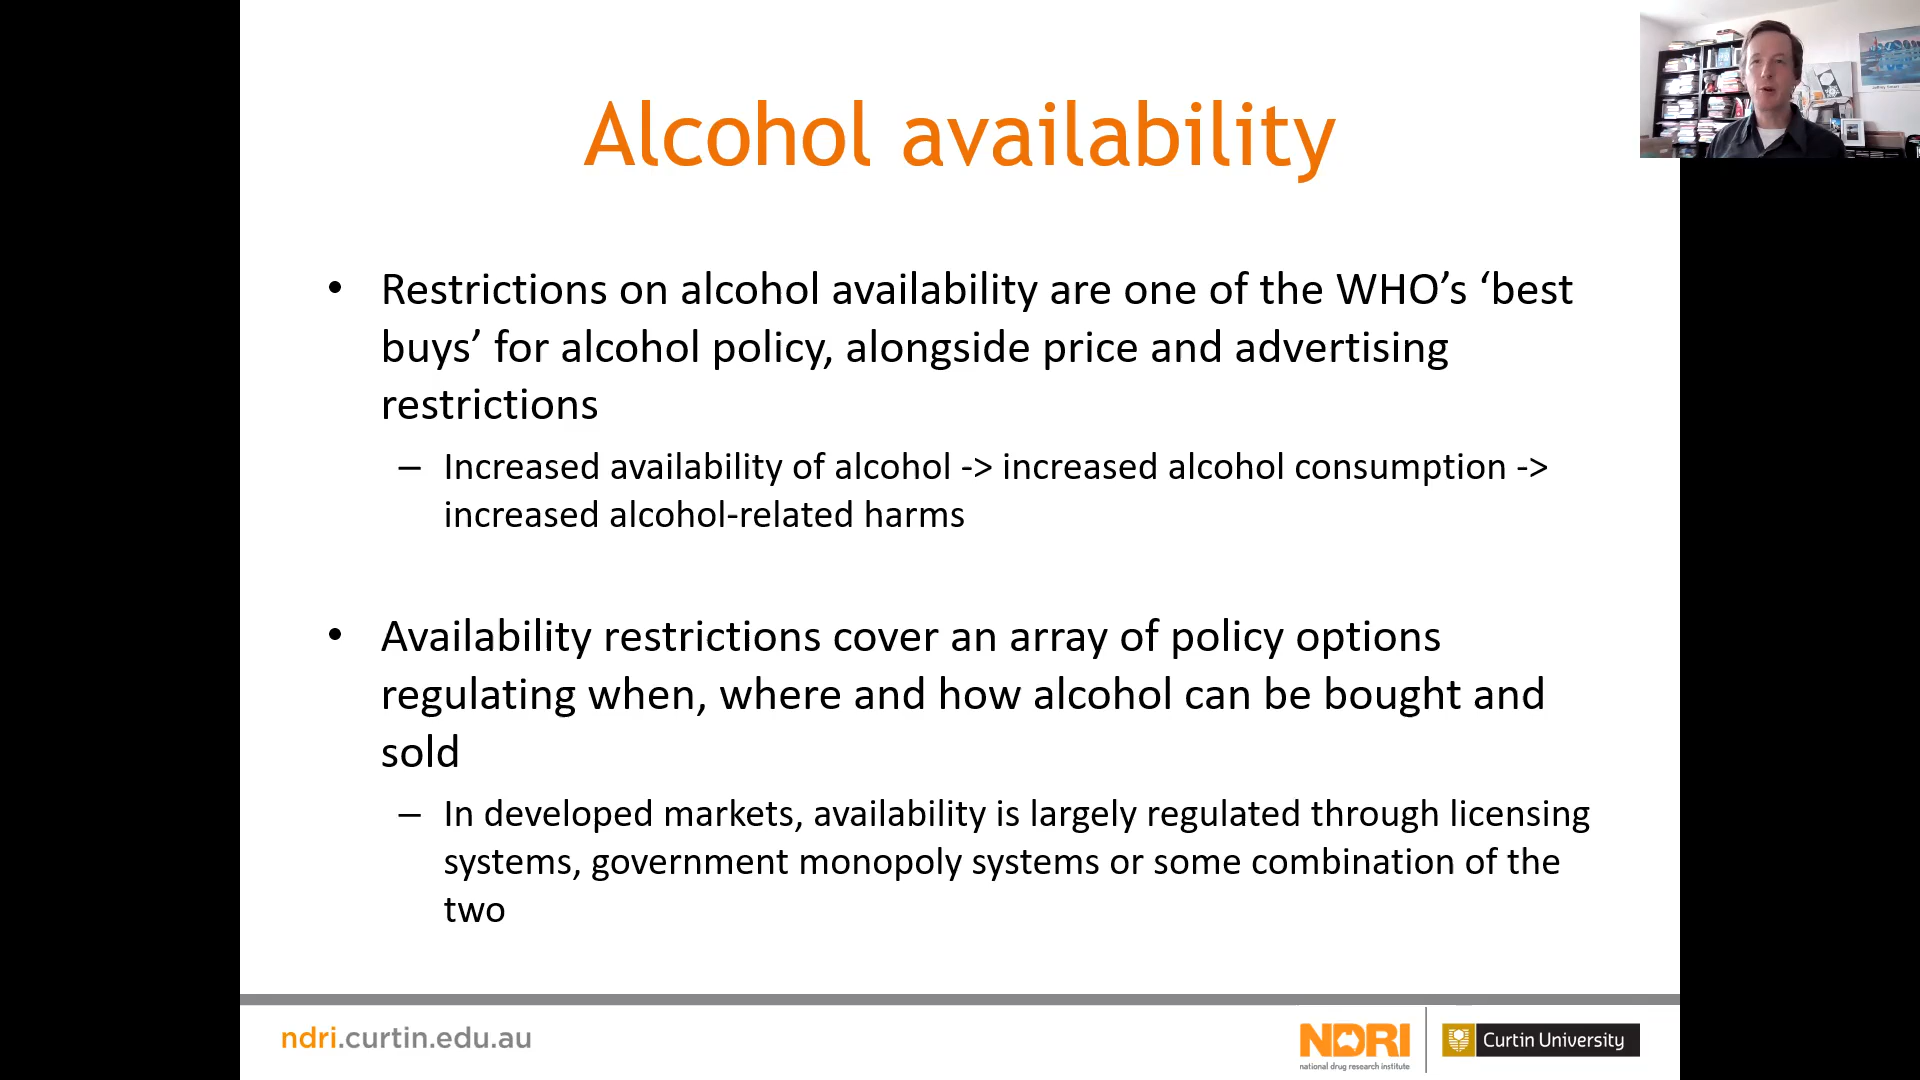 Alcohol availability
• Restrictions on alcohol availability are one of the WHO’s ‘best
buys’ for alcohol policy, alongside price and advertising
restrictions
– Increased availability of alcohol -> increased alcohol consumption ->
increased alcohol-related harms
• Availability restrictions cover an array of policy options
regulating when, where and how alcohol can be bought and
sold
– In developed markets, availability is largely regulated through licensing
systems, government monopoly systems or some combination of the
two
ndri.curtin.edu.au
NDRI
national drug research institute
Curtin University